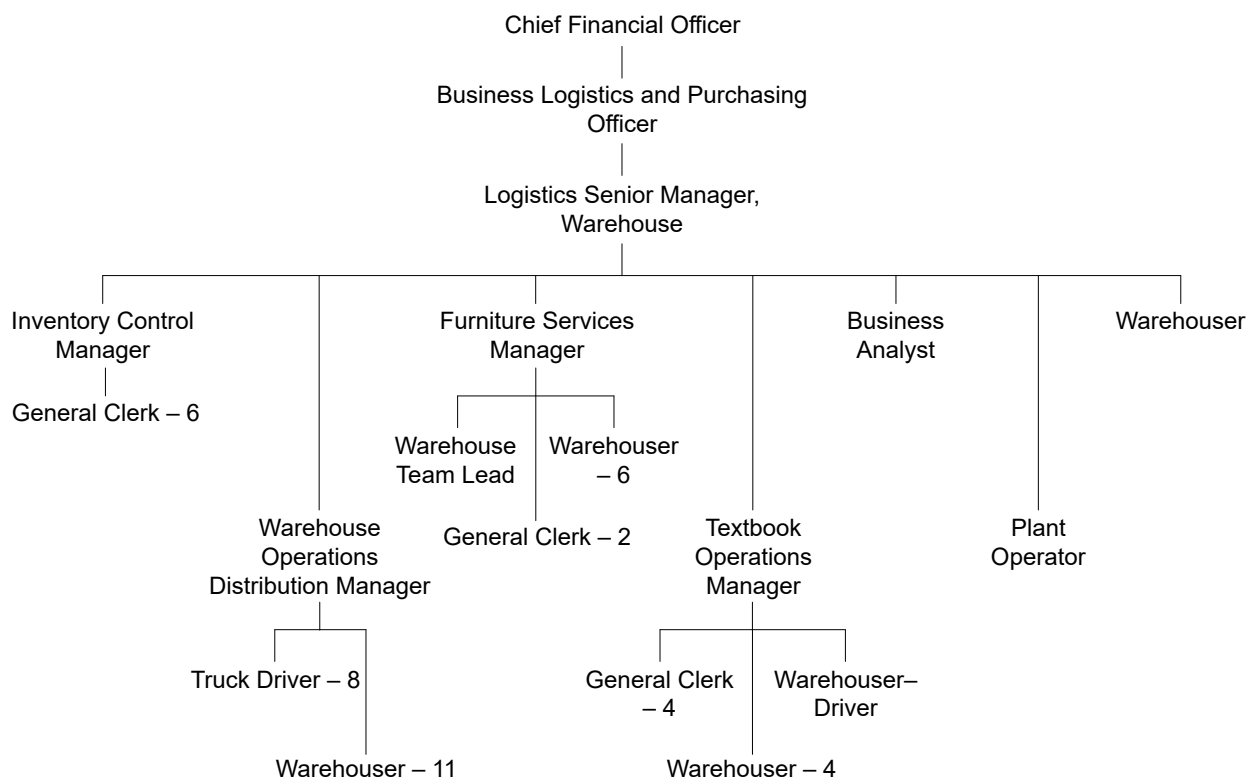 Chief Financial Officer
Business Logistics and Purchasing
Officer
Logistics Senior Manager,
Warehouse
Inventory Control
Manager
General Clerk – 6
Warehouse
Operations
Distribution Manager
Truck Driver – 8
Warehouser – 11
Furniture Services
Manager
Warehouse
Team Lead
Warehouser
– 6
General Clerk – 2
Textbook
Operations
Manager
General Clerk
– 4
Warehouser–
Driver
Warehouser – 4
Business
Analyst
Plant
Operator
Warehouser